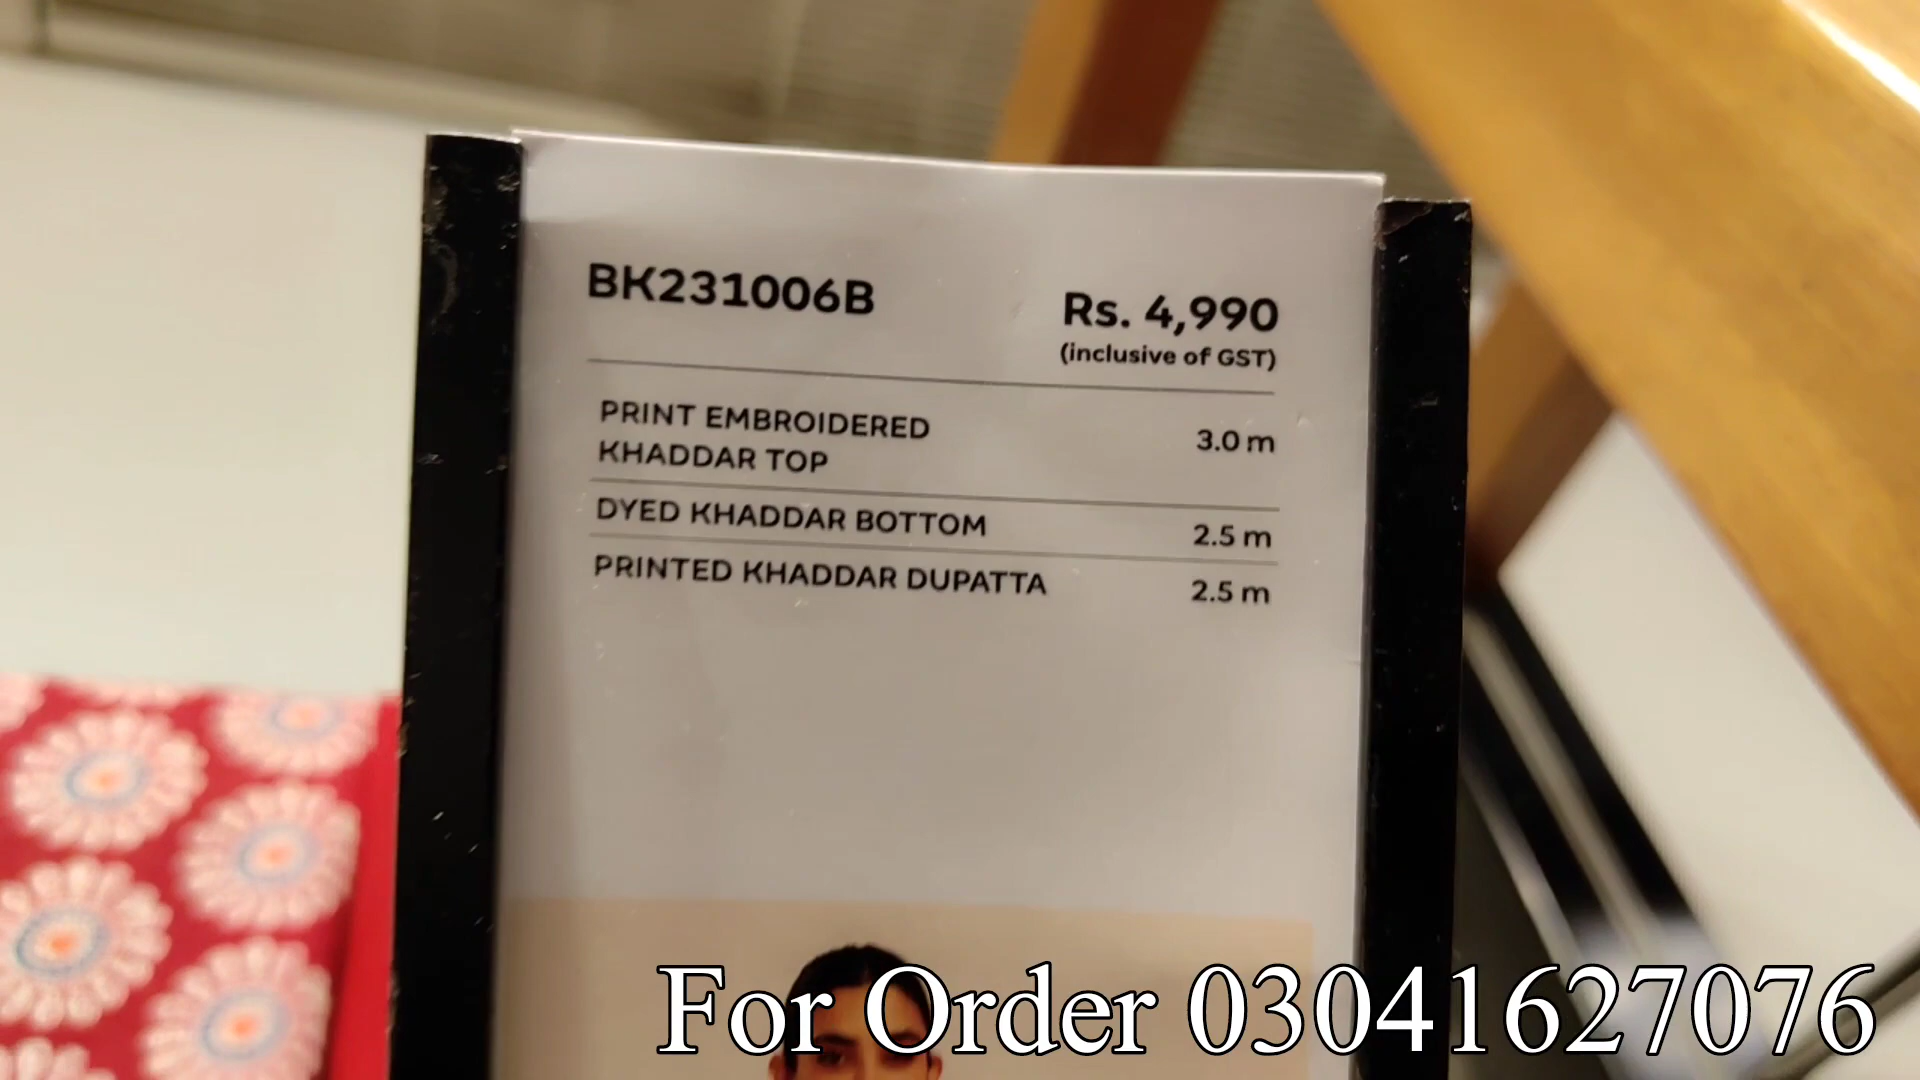 BK231006B
Rs. 4,990
(inclusive of GST)
PRINT EMBROIDERED
KHADDAR TOP
3.0 m
DYED KHADDAR BOTTOM
2.5 m
PRINTED KHADDAR DUPATTA
2.5 m
For Order 03041627076